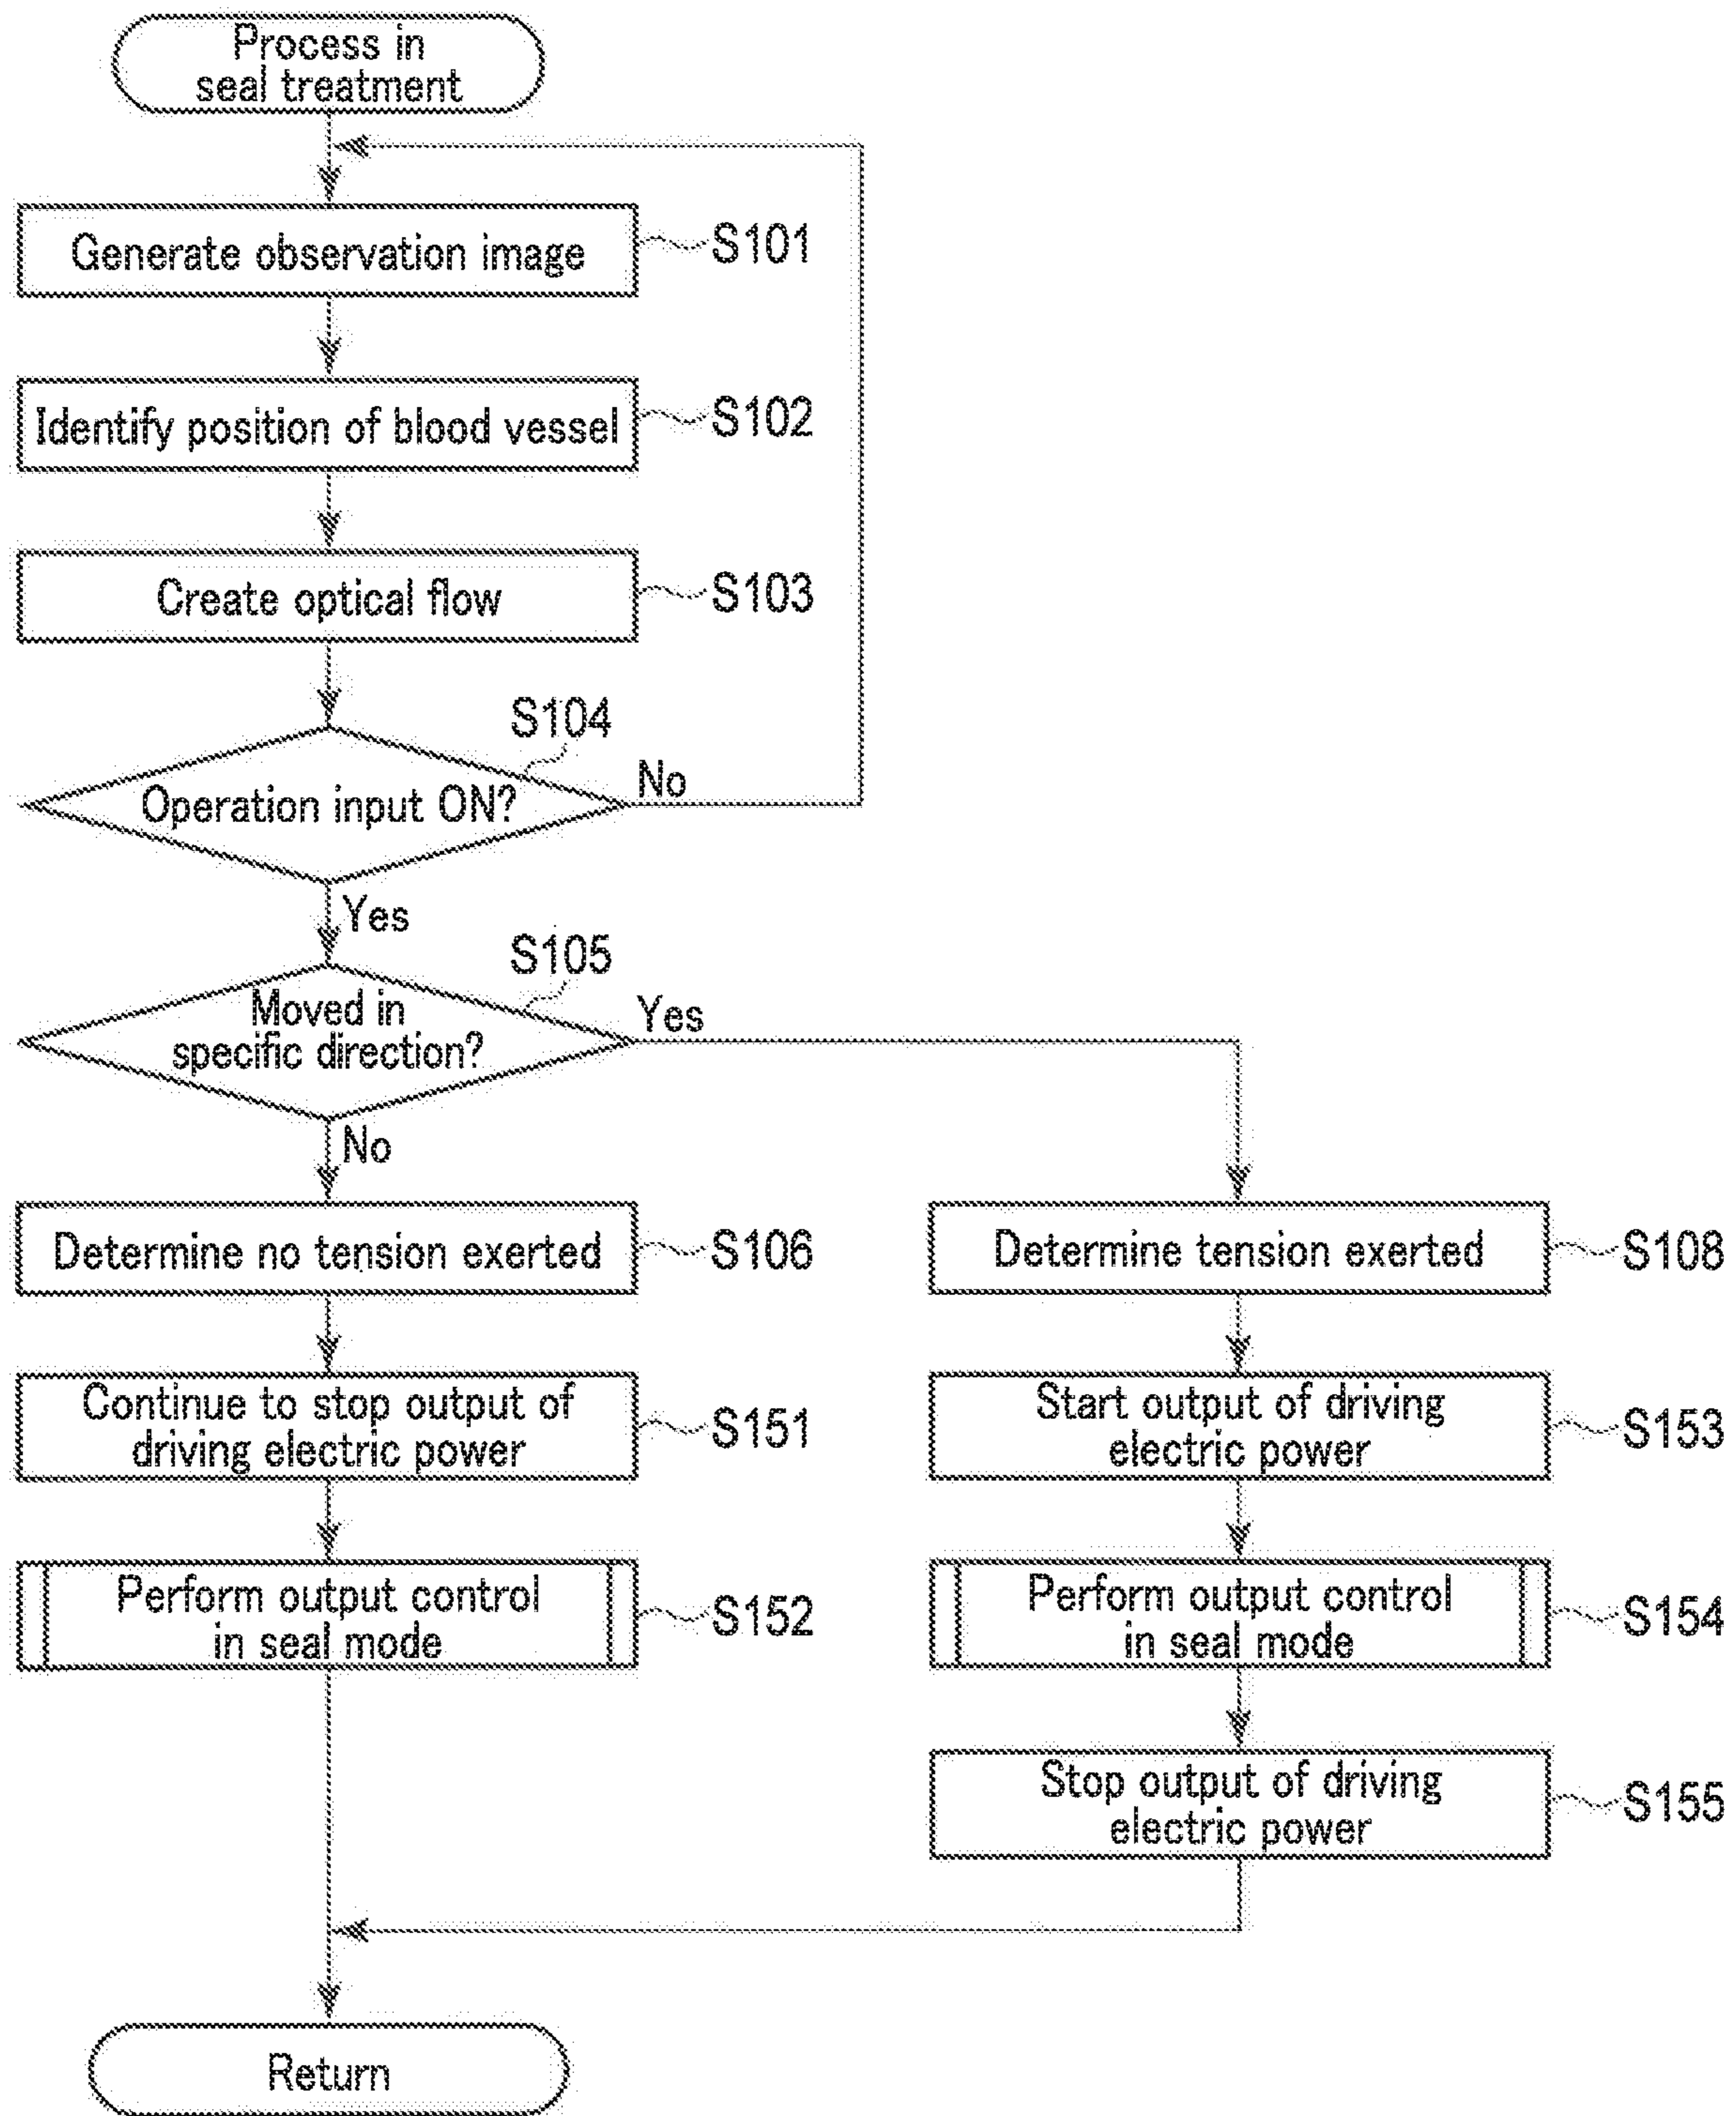 Process in
seal treatment
Generate observation image
S101
Identify position of blood vessel
S102
Create optical flow
S103
S104
Operation input ON?
No
Yes
S105
Moved in
specific direction?
Yes
No
Determine no tension exerted
S106
Determine tension exerted
S108
Continue to stop output of
driving electric power
S151
Start output of driving
electric power
S153
Perform output control
in seal mode
S152
Perform output control
in seal mode
S154
Stop output of driving
electric power
S155
Return